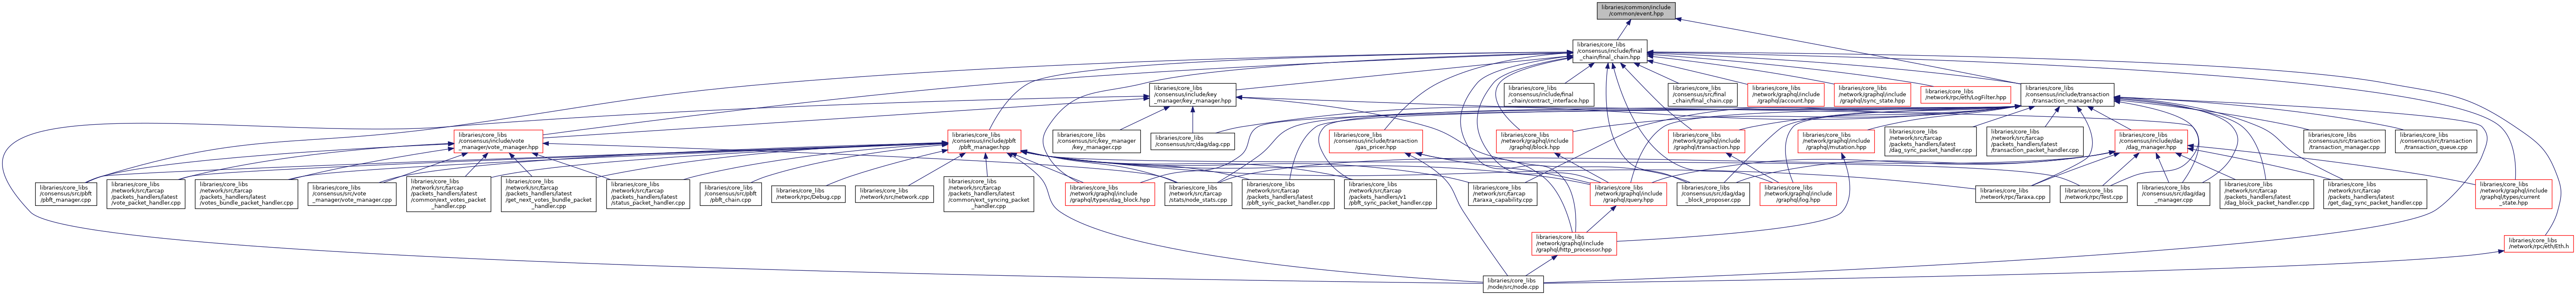 libraries/common/include
/common/event.hpp
libraries/core_libs
/consensus/include/final
_chain/final_chain.hpp
libraries/core_libs
/consensus/include/key
_manager/key_manager.hpp
libraries/core_libs
/consensus/include/final
_chain/contract_interface.hpp
libraries/core_libs
/consensus/src/final
_chain/final_chain.cpp
libraries/core_libs
/network/graphql/include
/graphql/account.hpp
libraries/core_libs
/network/graphql/include
/graphql/sync_state.hpp
libraries/core_libs
/network/rpc/eth/LogFilter.hpp
libraries/core_libs
/consensus/include/transaction
/transaction_manager.hpp
libraries/core_libs
/consensus/include/vote
_manager/vote_manager.hpp
libraries/core_libs
/consensus/include/pbft
/pbft_manager.hpp
libraries/core_libs
/consensus/src/key_manager
/key_manager.cpp
libraries/core_libs
/consensus/src/dag/dag.cpp
libraries/core_libs
/consensus/include/transaction
/gas_pricer.hpp
libraries/core_libs
/network/graphql/include
/graphql/block.hpp
libraries/core_libs
/network/graphql/include
/graphql/transaction.hpp
libraries/core_libs
/network/graphql/include
/graphql/mutation.hpp
libraries/core_libs
/network/src/tarcap
/packets_handlers/latest
/dag_sync_packet_handler.cpp
libraries/core_libs
/network/src/tarcap
/packets_handlers/latest
/transaction_packet_handler.cpp
libraries/core_libs
/consensus/include/dag
/dag_manager.hpp
libraries/core_libs
/consensus/src/transaction
/transaction_manager.cpp
libraries/core_libs
/consensus/src/transaction
/transaction_queue.cpp
libraries/core_libs
/consensus/src/pbft
/pbft_manager.cpp
libraries/core_libs
/network/src/tarcap
/packets_handlers/latest
/vote_packet_handler.cpp
libraries/core_libs
/network/src/tarcap
/packets_handlers/latest
/votes_bundle_packet_handler.cpp
libraries/core_libs
/consensus/src/vote
_manager/vote_manager.cpp
libraries/core_libs
/network/src/tarcap
/packets_handlers/latest
/common/ext_votes_packet
_handler.cpp
libraries/core_libs
/network/src/tarcap
/packets_handlers/latest
/get_next_votes_bundle_packet
_handler.cpp
libraries/core_libs
/network/src/tarcap
/packets_handlers/latest
/status_packet_handler.cpp
libraries/core_libs
/consensus/src/pbft
/pbft_chain.cpp
libraries/core_libs
/network/rpc/Debug.cpp
libraries/core_libs
/network/src/network.cpp
libraries/core_libs
/network/src/tarcap
/packets_handlers/latest
/common/ext_syncing_packet
_handler.cpp
libraries/core_libs
/network/graphql/include
/graphql/types/dag_block.hpp
libraries/core_libs
/network/src/tarcap
/stats/node_stats.cpp
libraries/core_libs
/network/src/tarcap
/packets_handlers/latest
/pbft_sync_packet_handler.cpp
libraries/core_libs
/network/src/tarcap
/packets_handlers/v1
/pbft_sync_packet_handler.cpp
libraries/core_libs
/network/src/tarcap
/taraxa_capability.cpp
libraries/core_libs
/network/graphql/include
/graphql/query.hpp
libraries/core_libs
/consensus/src/dag/dag
_block_proposer.cpp
libraries/core_libs
/network/graphql/include
/graphql/log.hpp
libraries/core_libs
/network/rpc/Taraxa.cpp
libraries/core_libs
/network/rpc/Test.cpp
libraries/core_libs
/consensus/src/dag/dag
_manager.cpp
libraries/core_libs
/network/src/tarcap
/packets_handlers/latest
/dag_block_packet_handler.cpp
libraries/core_libs
/network/src/tarcap
/packets_handlers/latest
/get_dag_sync_packet_handler.cpp
libraries/core_libs
/network/graphql/include
/graphql/types/current
_state.hpp
libraries/core_libs
/network/graphql/include
/graphql/http_processor.hpp
libraries/core_libs
/network/rpc/eth/Eth.h
libraries/core_libs
/node/src/node.cpp